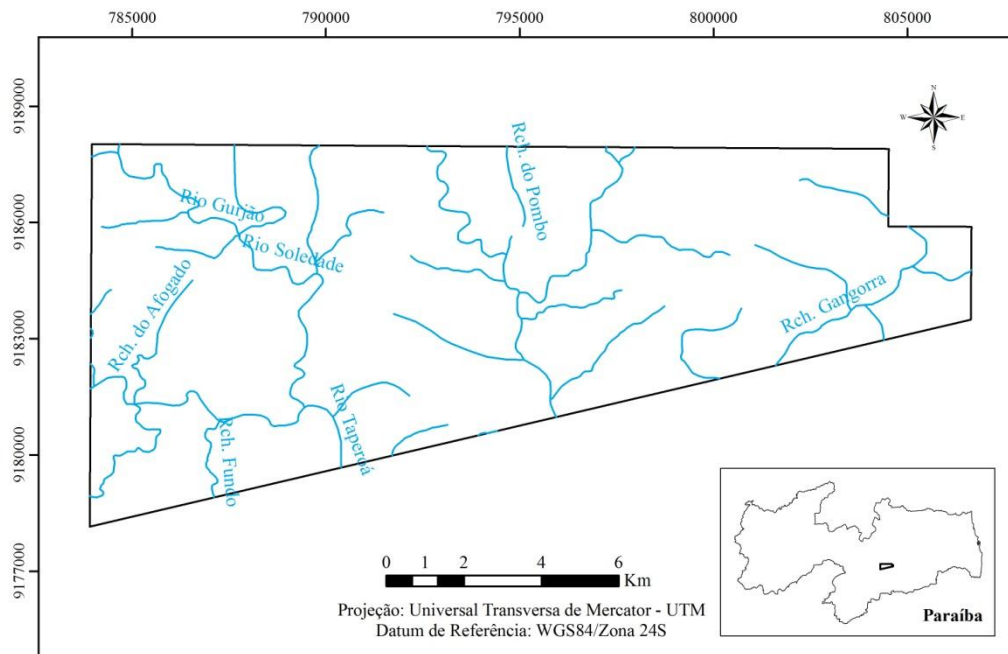 785000 790000 795000 800000 805000
9189000
9186000
9183000
9180000
9177000
N
W E
S
Rch. do Pombo
Rio Gurjão
Rio Soledade
Rch. do Afogado
Rch. Gangorra
Rio Taperoá
Rch. Fundo
0 1 2 4 6
Km
Projeção: Universal Transversa de Mercator - UTM
Datum de Referência: WGS84/Zona 24S
Paraíba